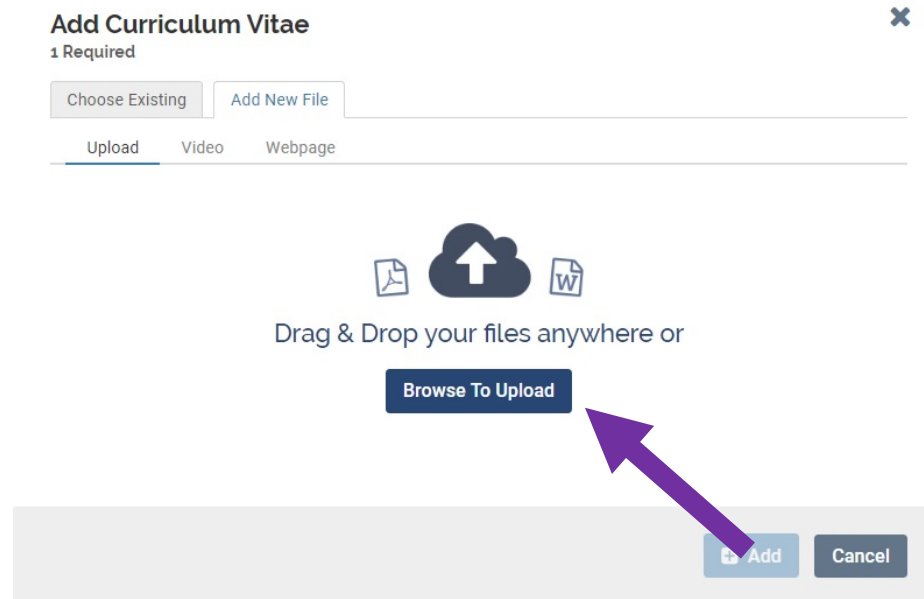 Add Curriculum Vitae
1 Required
Choose Existing Add New File
Upload Video Webpage
W
Drag & Drop your files anywhere or
Browse To Upload
Add Cancel